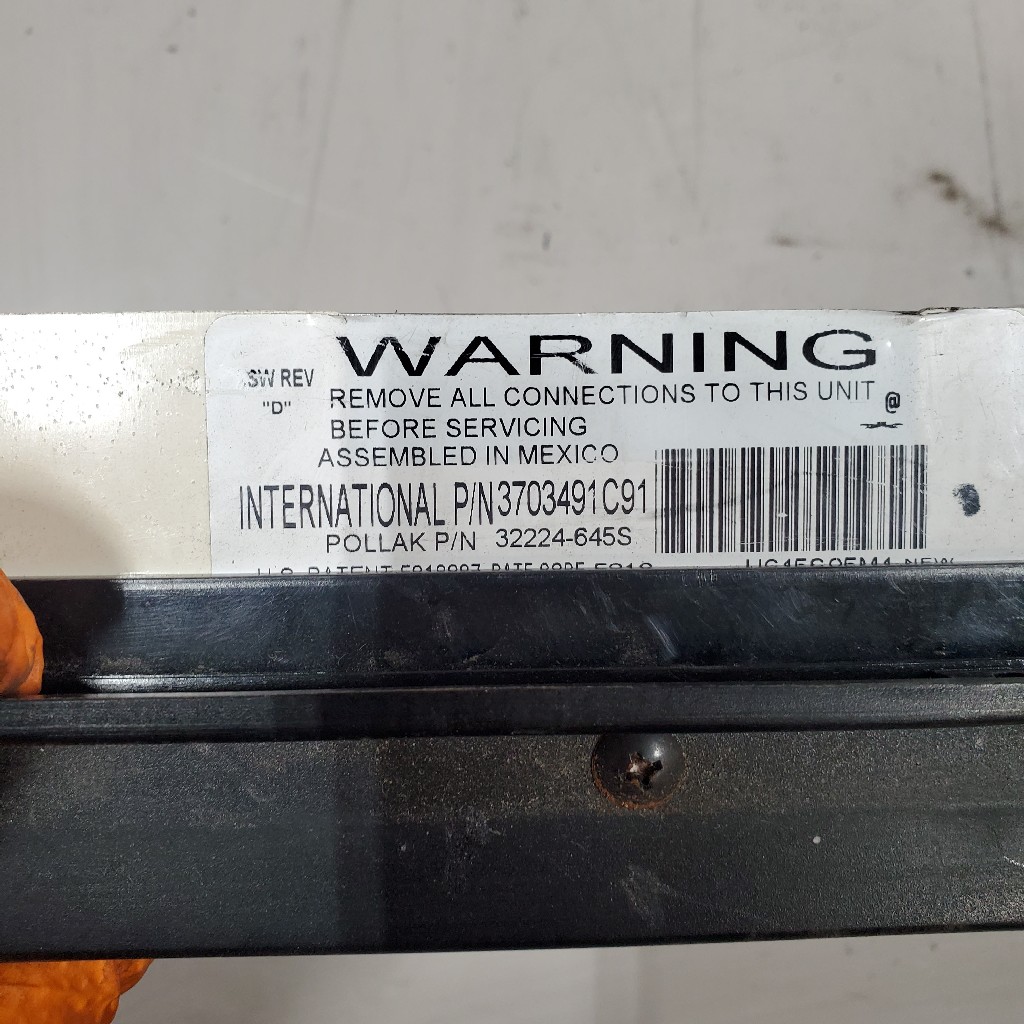 WARNING
SW REV
"D"
REMOVE ALL CONNECTIONS TO THIS UNIT
@
BEFORE SERVICING
ASSEMBLED IN MEXICO
INTERNATIONAL P/N 3703491C91
POLLAK P/N 32224-645S
U.S. PATENT